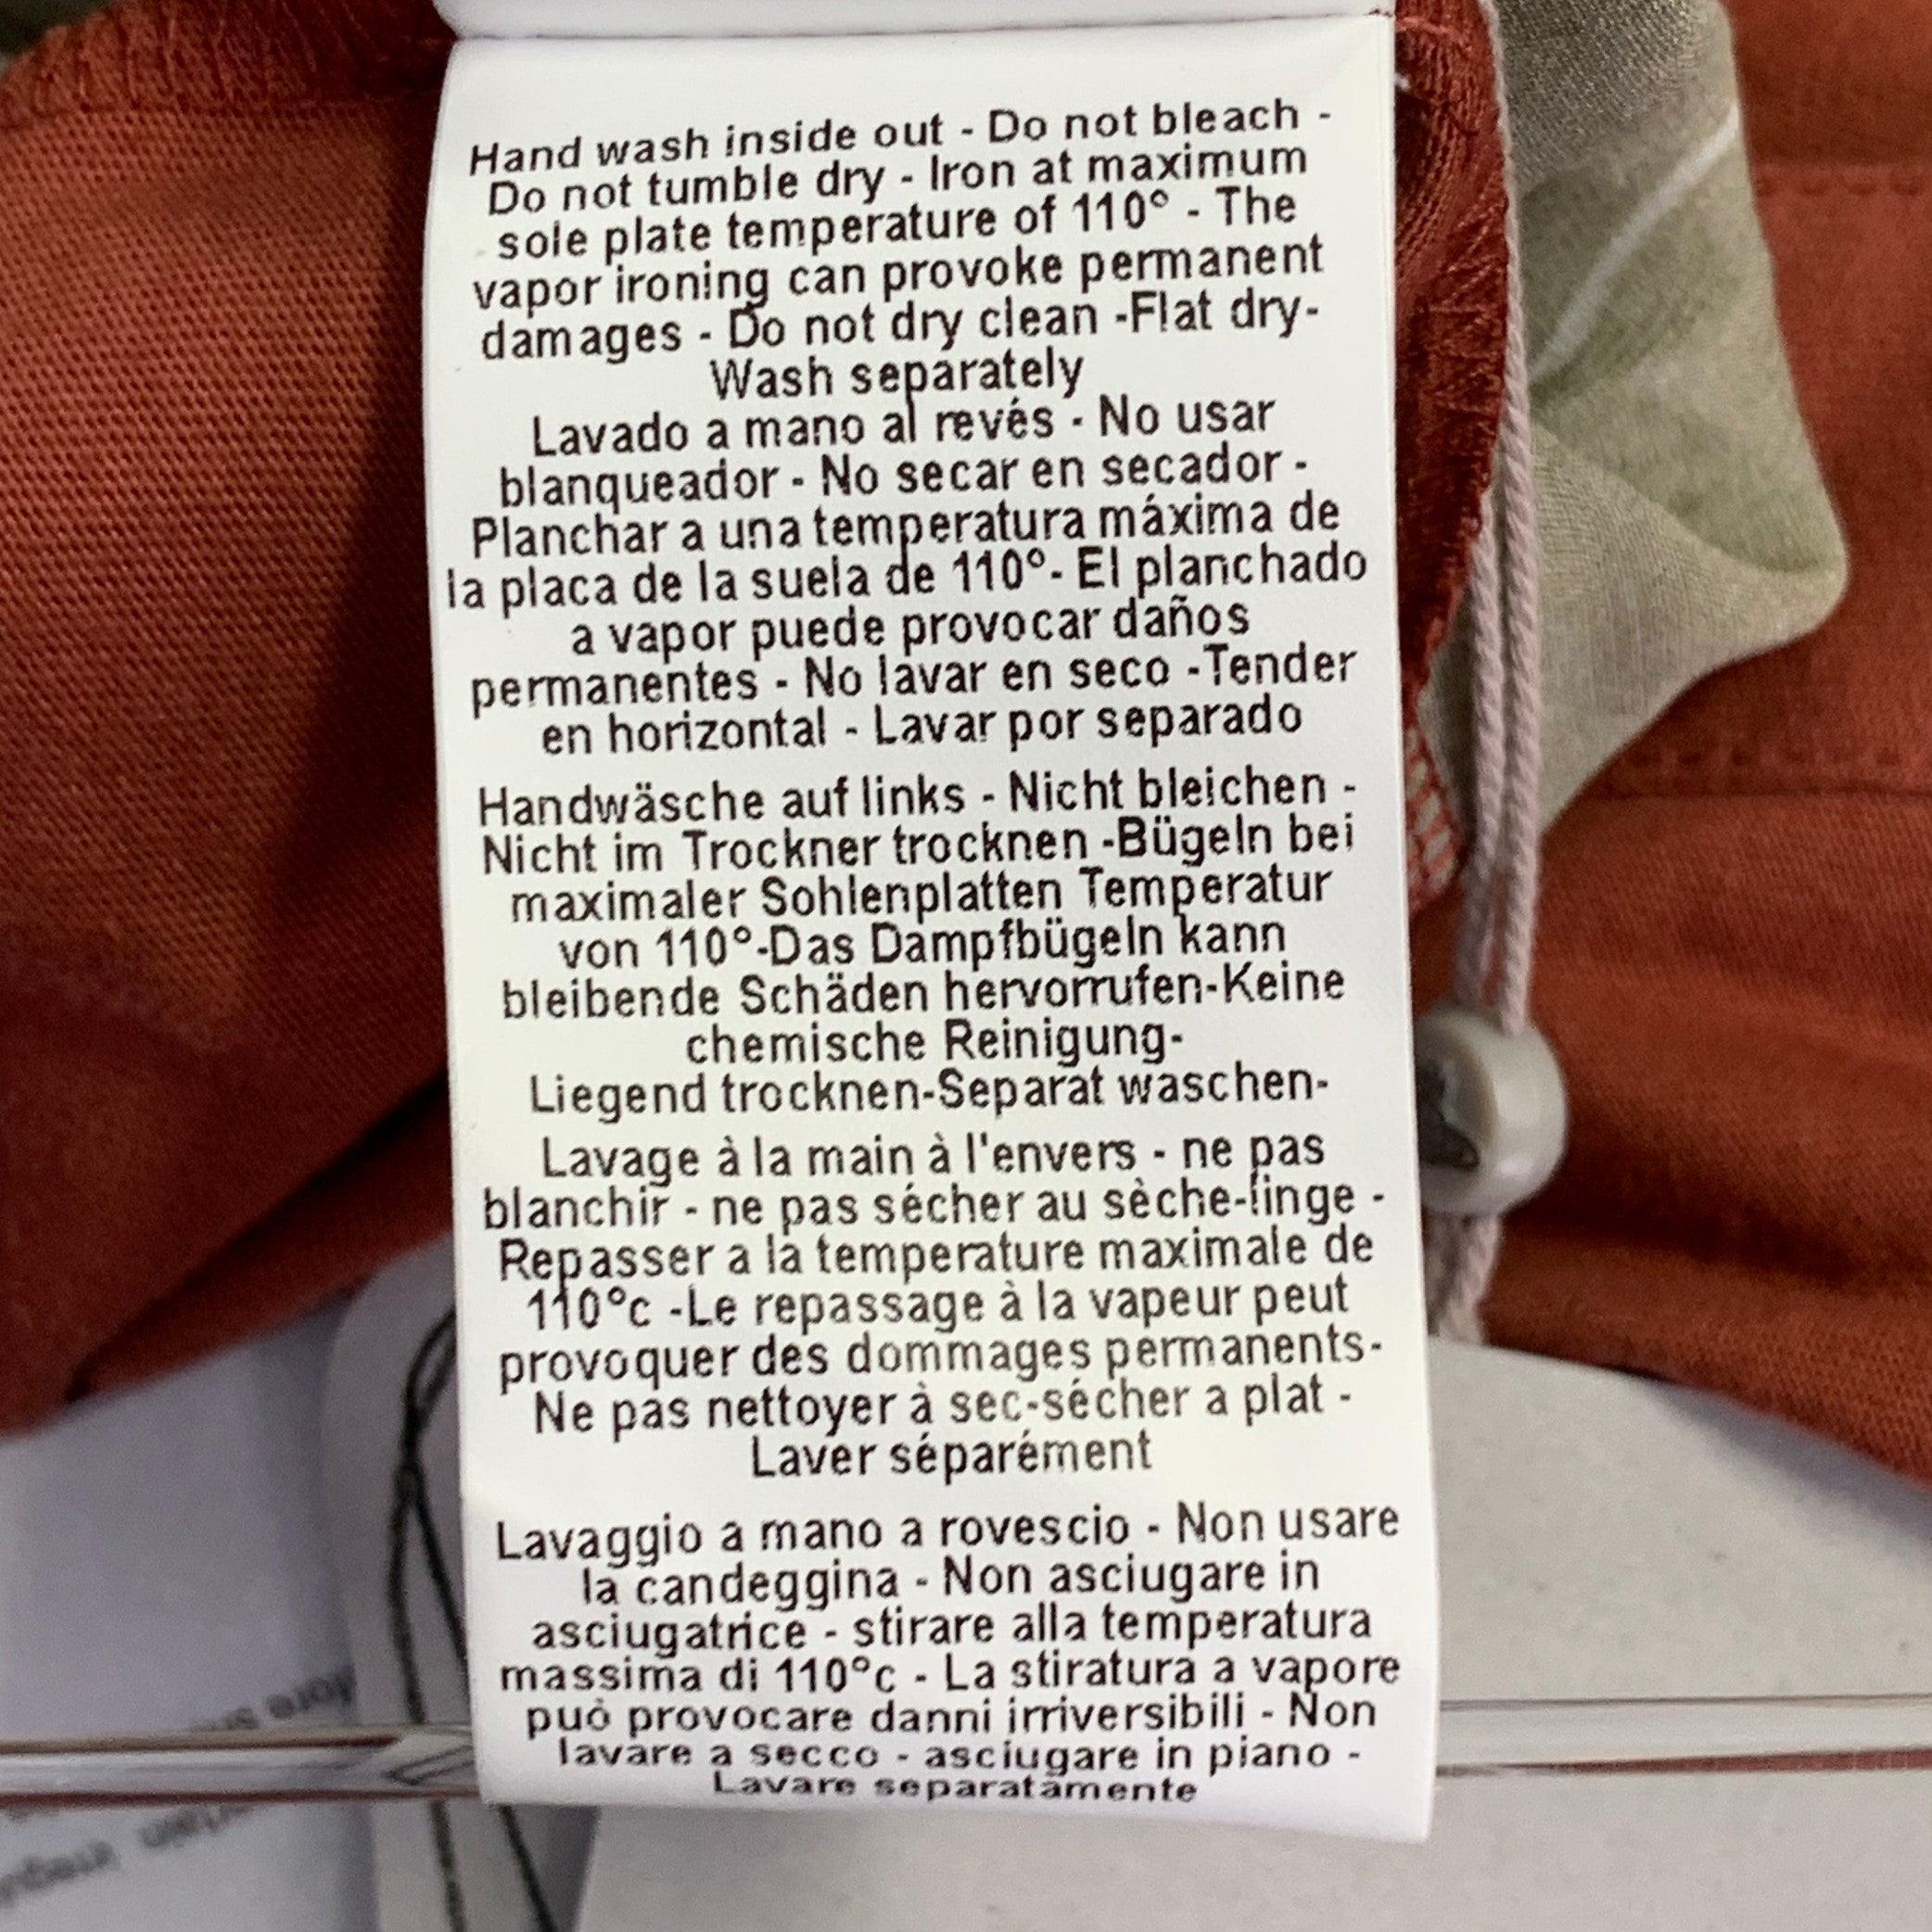 Hand wash inside out - Do not bleach -
Do not tumble dry - Iron at maximum
sole plate temperature of 110° - The
vapor ironing can provoke permanent
damages - Do not dry clean -Flat dry-
Wash separately
Lavado a mano al revés - No usar
blanqueador - No secar en secador -
Planchar a una temperatura máxima de
la placa de la suela de 110°- El planchado
a vapor puede provocar daños
permanentes - No lavar en seco -Tender
en horizontal - Lavar por separado
Handwäsche auf links - Nicht bleichen -
Nicht im Trockner trocknen -Bügeln bei
maximaler Sohlenplatten Temperatur
von 110°-Das Dampfbügeln kann
bleibende Schäden hervorrufen-Keine
chemische Reinigung-
Liegend trocknen-Separat waschen-
Lavage à la main à l'envers - ne pas
blanchir - ne pas sécher au sèche-linge -
Repasser a la temperature maximale de
110°c -Le repassage à la vapeur peut
provoquer des dommages permanents-
Ne pas nettoyer à sec-sécher a plat -
Laver séparément
Lavaggio a mano a rovescio - Non usare
la candeggina - Non asciugare in
asciugatrice - stirare alla temperatura
massima di 110°c - La stiratura a vapore
può provocare danni irriversibili - Non
lavare a secco - asciugare in piano -
Lavare separatamente